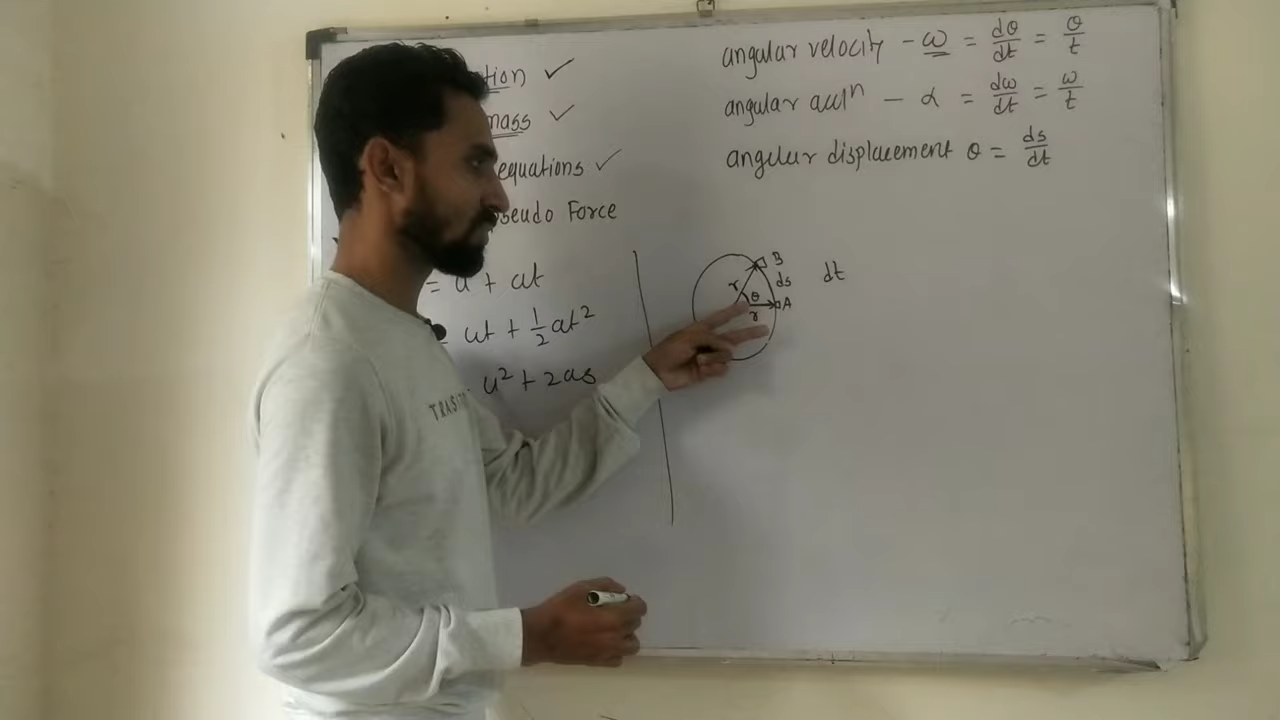 tion ✓
mass ✓
equations ✓
seudo Force
= u + at
ut + 1/2 at²
u² + 2as
angular velocity - ω = dθ/dt = θ/t
angular accⁿ - α = dω/dt = ω/t
angular displacement θ = ds/dt
B
r ds dt
θ A
r
TRAS